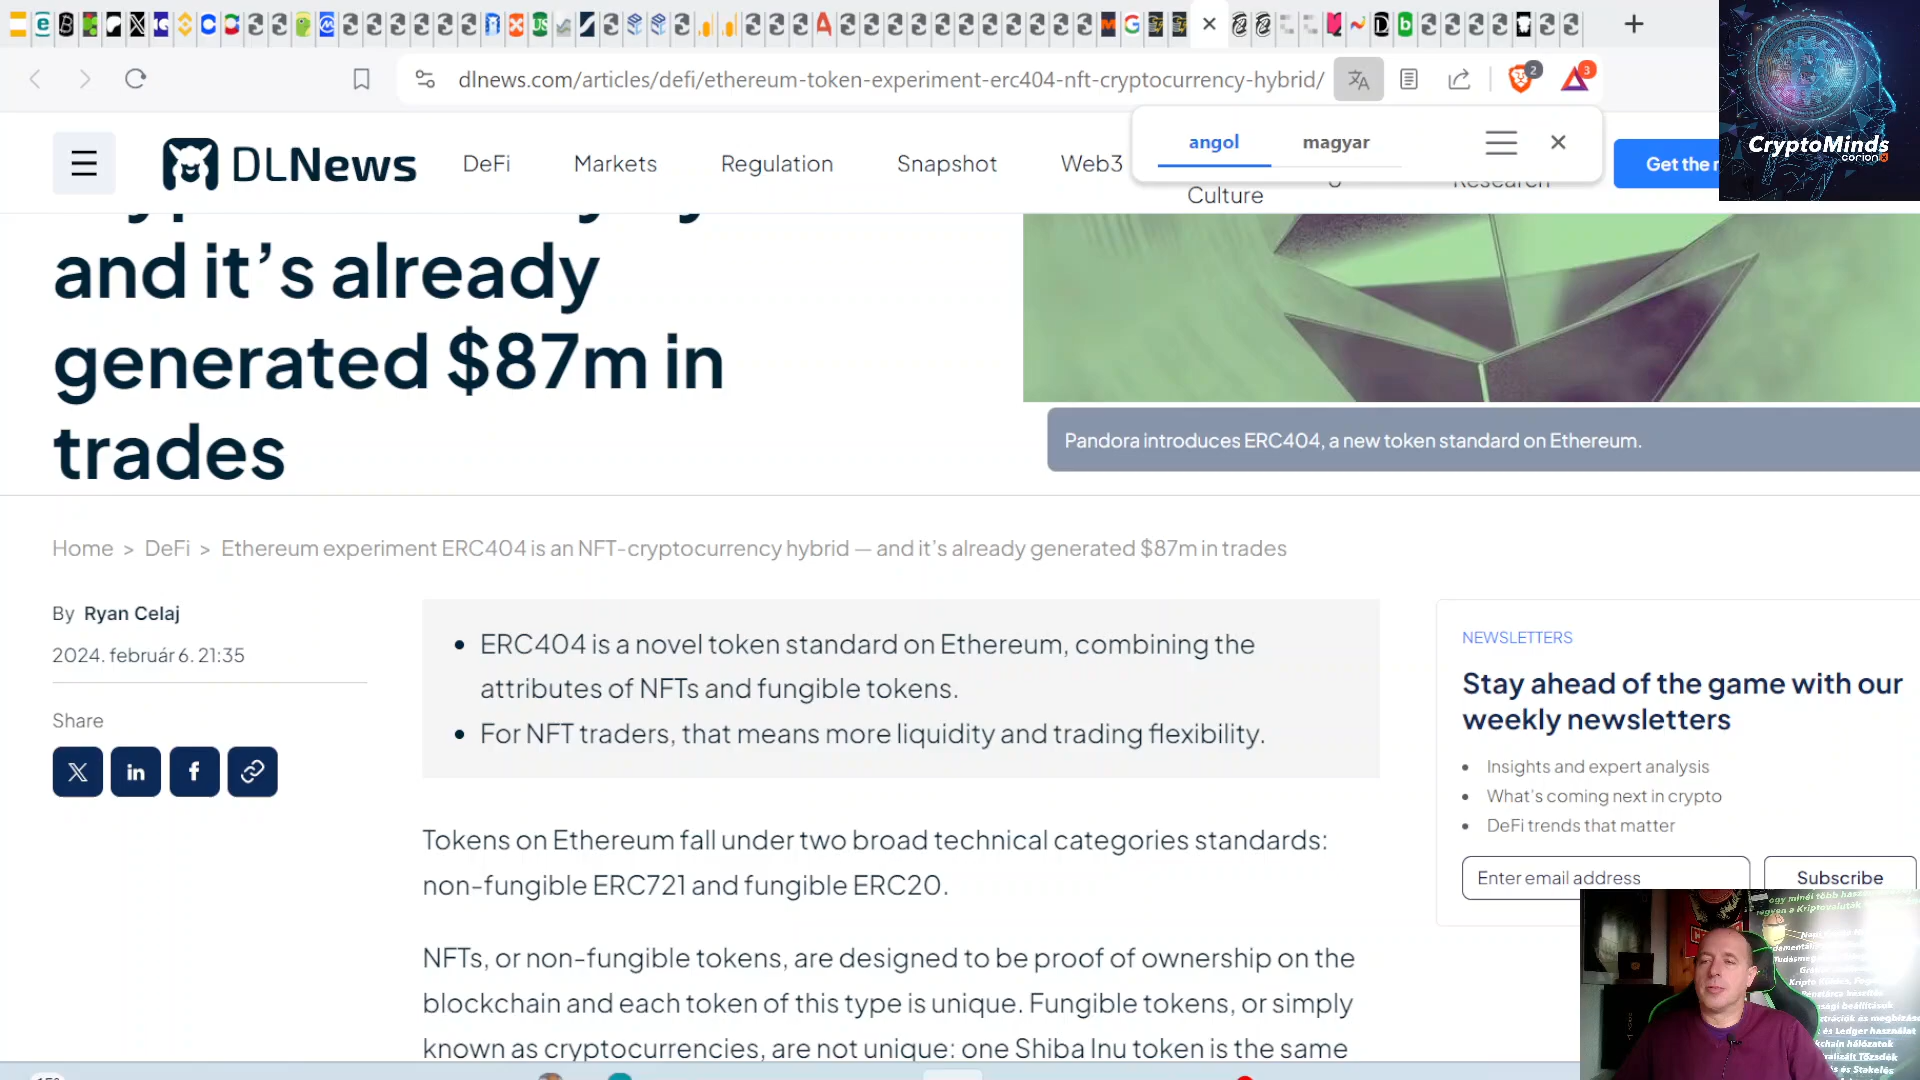 dlnews.com/articles/defi/ethereum-token-experiment-erc404-nft-cryptocurrency-hybrid/
2
3
angol
magyar
CryptoMinds
corion
DLNews
DeFi
Markets
Regulation
Snapshot
Web3
Culture
Research
Get the
and it’s already
generated $87m in
trades
Pandora introduces ERC404, a new token standard on Ethereum.
Home > DeFi > Ethereum experiment ERC404 is an NFT-cryptocurrency hybrid — and it’s already generated $87m in trades
By Ryan Celaj
2024. február 6. 21:35
Share
ERC404 is a novel token standard on Ethereum, combining the
attributes of NFTs and fungible tokens.
For NFT traders, that means more liquidity and trading flexibility.
Tokens on Ethereum fall under two broad technical categories standards:
non-fungible ERC721 and fungible ERC20.
NFTs, or non-fungible tokens, are designed to be proof of ownership on the
blockchain and each token of this type is unique. Fungible tokens, or simply
known as cryptocurrencies, are not unique: one Shiba Inu token is the same
NEWSLETTERS
Stay ahead of the game with our
weekly newsletters
Insights and expert analysis
What's coming next in crypto
DeFi trends that matter
Enter email address
Subscribe